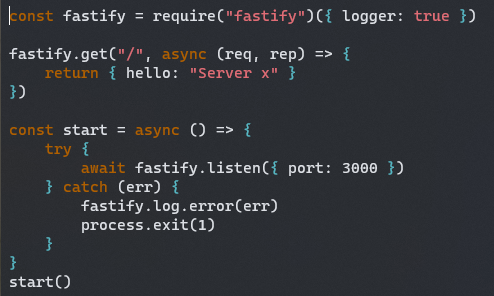 const fastify = require("fastify")({ logger: true })

fastify.get("/", async (req, rep) => {
    return { hello: "Server x" }
})

const start = async () => {
    try {
        await fastify.listen({ port: 3000 })
    } catch (err) {
        fastify.log.error(err)
        process.exit(1)
    }
}
start()